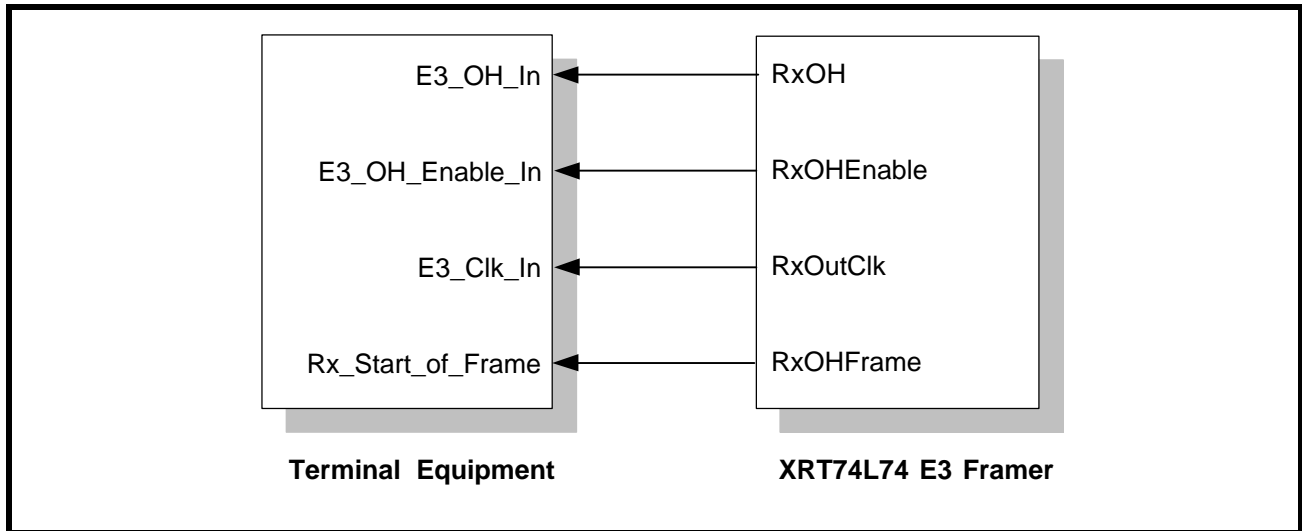 E3_OH_In
RxOH
E3_OH_Enable_In
RxOHEnable
E3_Clk_In
RxOutClk
Rx_Start_of_Frame
RxOHFrame
Terminal Equipment
XRT74L74 E3 Framer